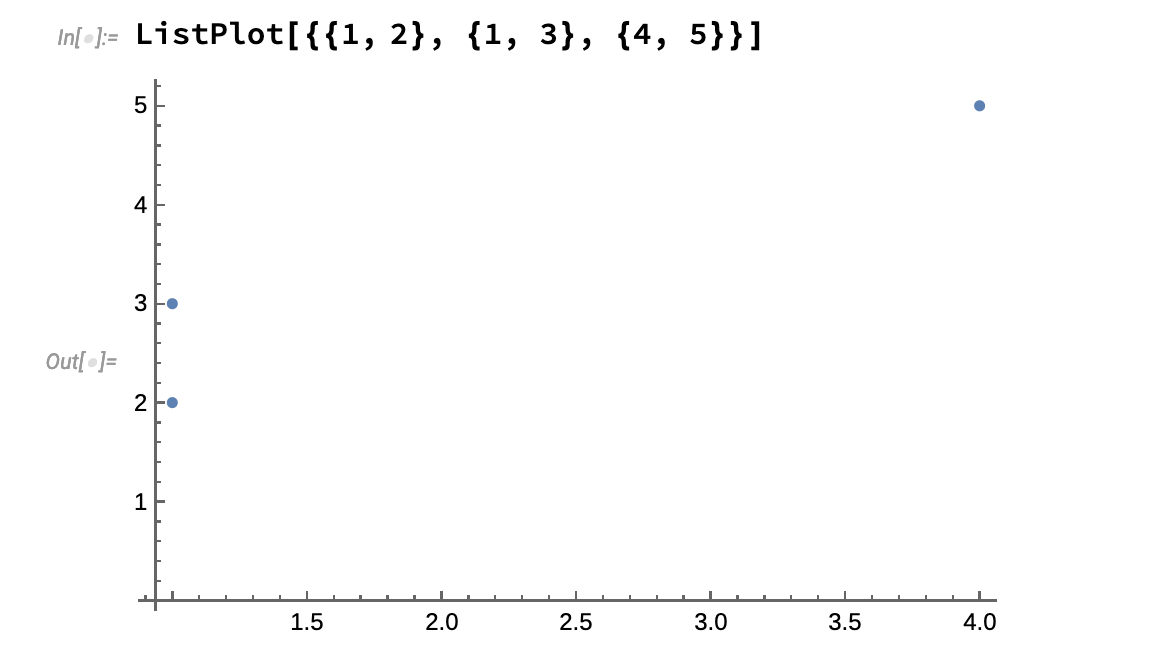 In[●]:= ListPlot[{{1, 2}, {1, 3}, {4, 5}}]
5
4
3
Out[●]=
2
1
1.5 2.0 2.5 3.0 3.5 4.0